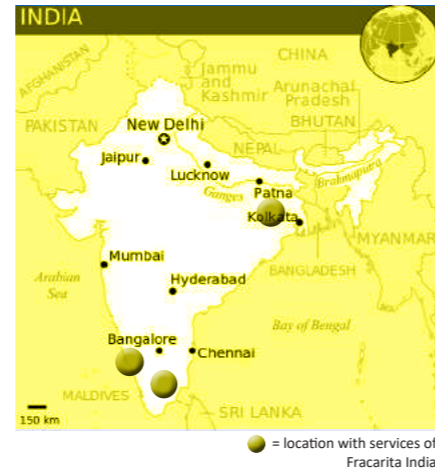 INDIA
CHINA
AFGHANISTAN
Jammu
and
Kashmir
Arunachal
Pradesh
BHUTAN
PAKISTAN
New Delhi
NEPAL
Jaipur
Lucknow
Brahmaputra
Ganges
Patna
Kolkata
MYANMAR
Mumbai
BANGLADESH
Arabian
Sea
Hyderabad
Bay of Bengal
Bangalore
Chennai
MALDIVES
SRI LANKA
150 km
= location with services of
Fracarita India